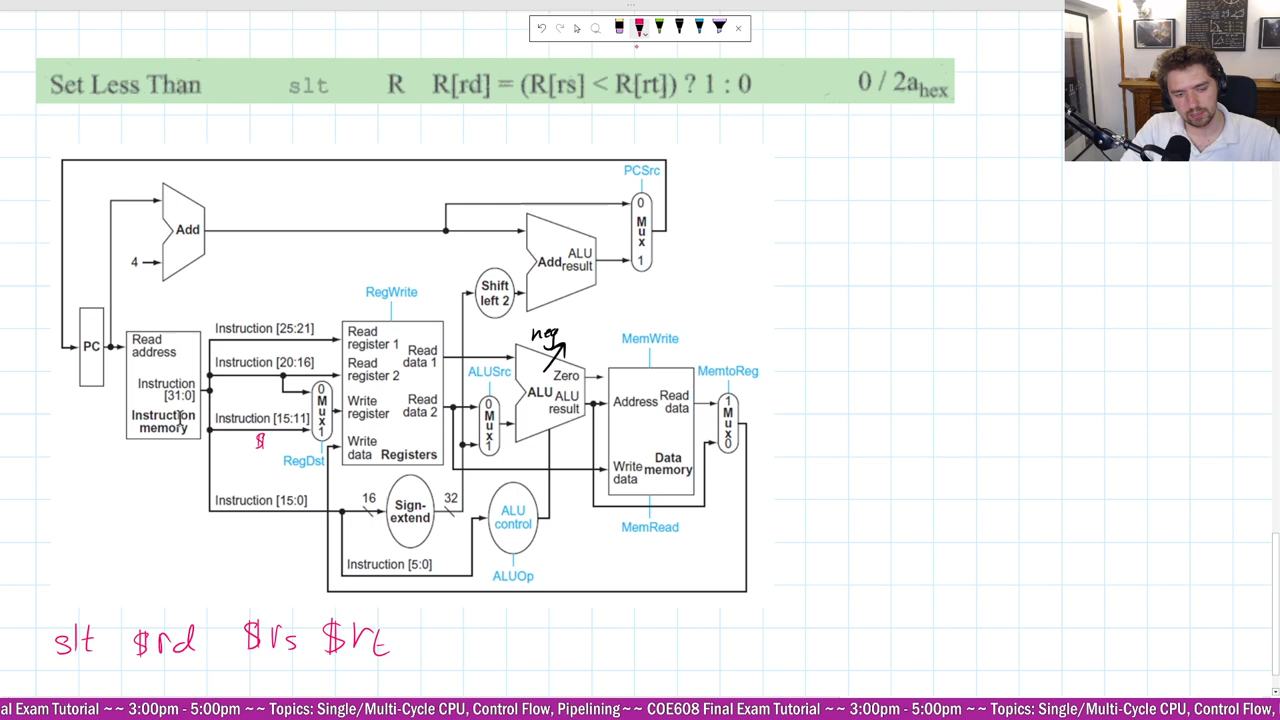 Set Less Than slt R R[rd] = (R[rs] < R[rt]) ? 1 : 0 0 / 2ahex
PCSrc
0
Mux
1
Add
4
Add ALU result
Shift left 2
RegWrite
neg
PC
Read address
Instruction [31:0]
Instruction memory
Instruction [25:21]
Instruction [20:16]
Instruction [15:11]
$
0
Mux
1
RegDst
Read register 1
Read register 2
Write register
Write data
Read data 1
Read data 2
Registers
ALUSrc
0
Mux
1
Zero
ALU ALU result
MemWrite
Address
Read data
Write data
Data memory
MemRead
MemtoReg
1
Mux
0
Instruction [15:0]
16
Sign-extend
32
ALU control
Instruction [5:0]
ALUOp
slt $rd $rs $rt
al Exam Tutorial ~~ 3:00pm - 5:00pm ~~ Topics: Single/Multi-Cycle CPU, Control Flow, Pipelining~~ COE608 Final Exam Tutorial ~~ 3:00pm - 5:00pm ~~ Topics: Single/Multi-Cycle CPU, Control Flow,